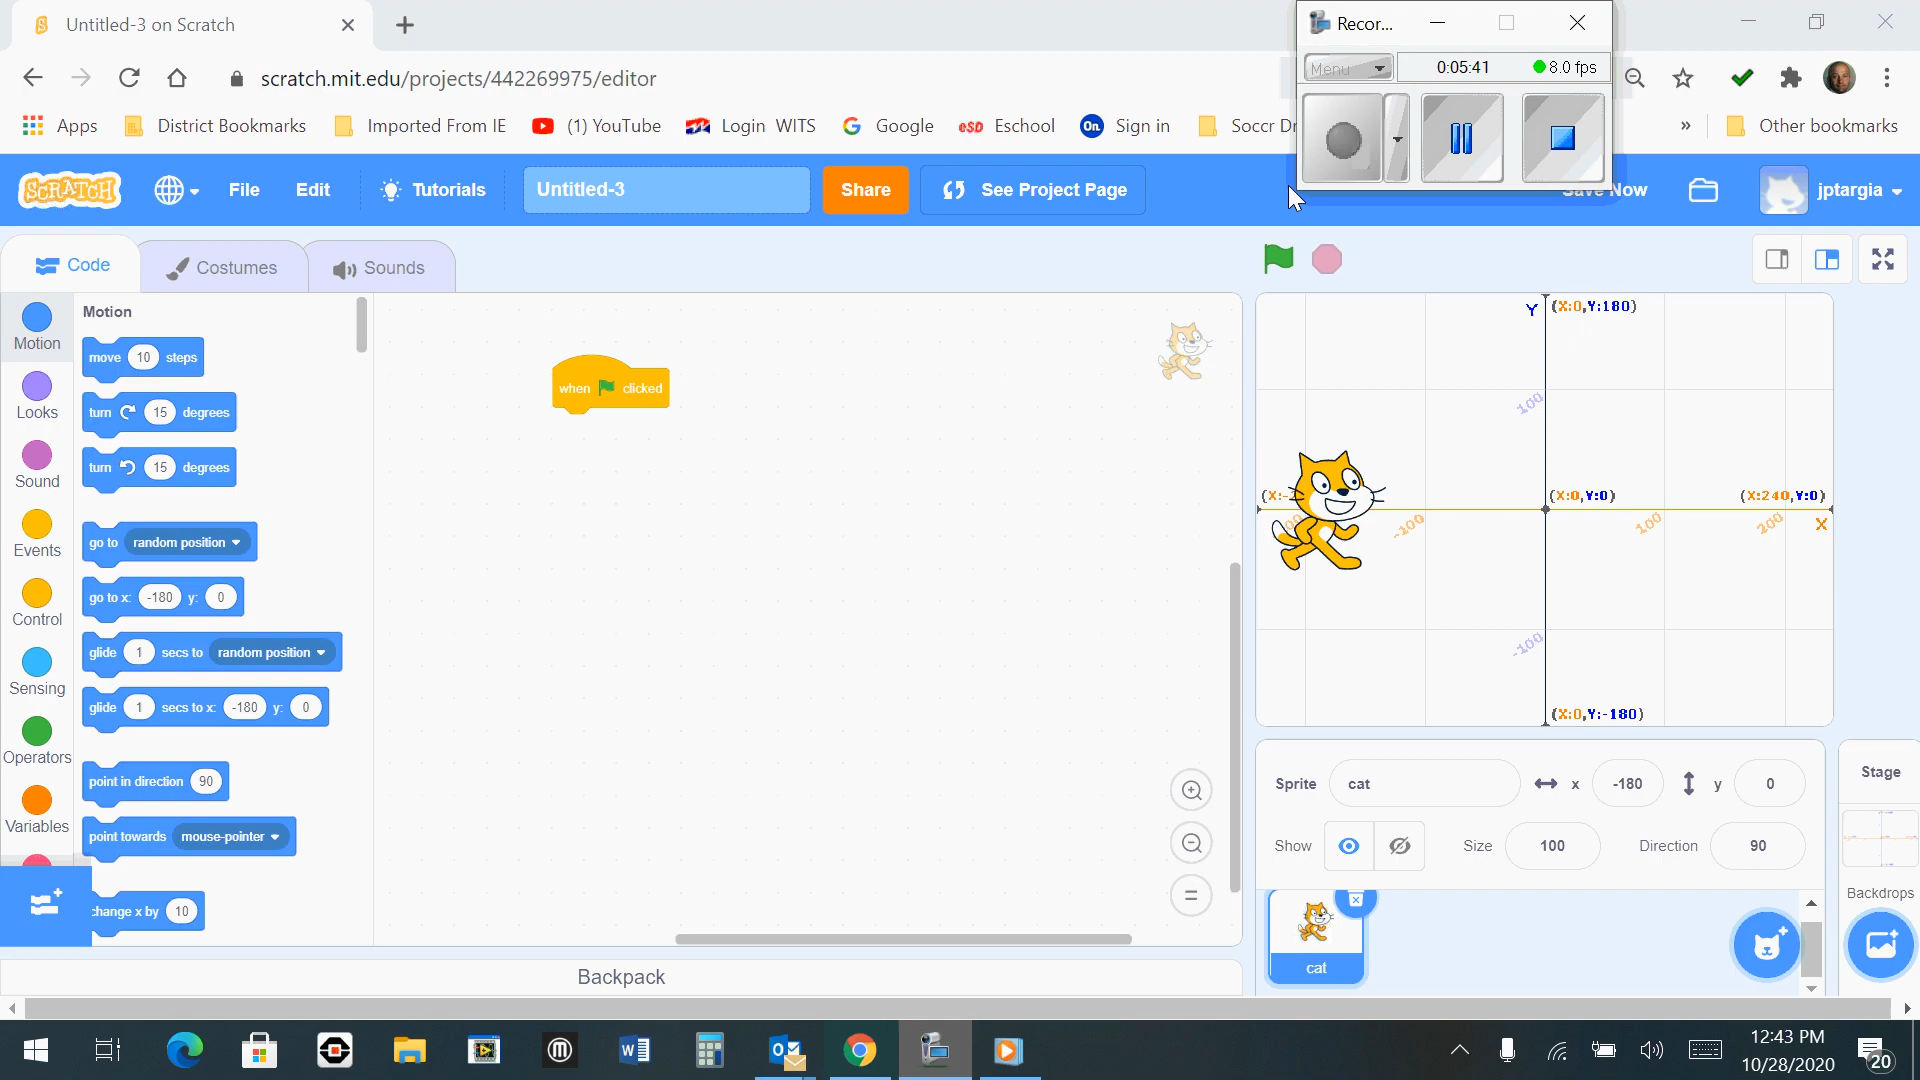 Untitled-3 on Scratch
Recor...
scratch.mit.edu/projects/442269975/editor
Menu
0:05:41
8.0 fps
Apps
District Bookmarks
Imported From IE
(1) YouTube
Login WITS
Google
eSD Eschool
On. Sign in
Soccr Dr
»
Other bookmarks
SCRATCH
File
Edit
Tutorials
Untitled-3
Share
See Project Page
Save Now
jptargia
Code
Costumes
Sounds
Motion
Looks
Sound
Events
Control
Sensing
Operators
Variables
Motion
move 10 steps
turn 15 degrees
turn 15 degrees
go to random position
go to x: -180 y: 0
glide 1 secs to random position
glide 1 secs to x: -180 y: 0
point in direction 90
point towards mouse-pointer
change x by 10
when clicked
Y (X:0,Y:180)
100
(X:-2
(X:0,Y:0)
(X:240,Y:0)
00
-100
100
200
X
-100
(X:0,Y:-180)
Sprite cat x -180 y 0
Show Size 100 Direction 90
cat
Stage
Backdrops
Backpack
12:43 PM
10/28/2020
20